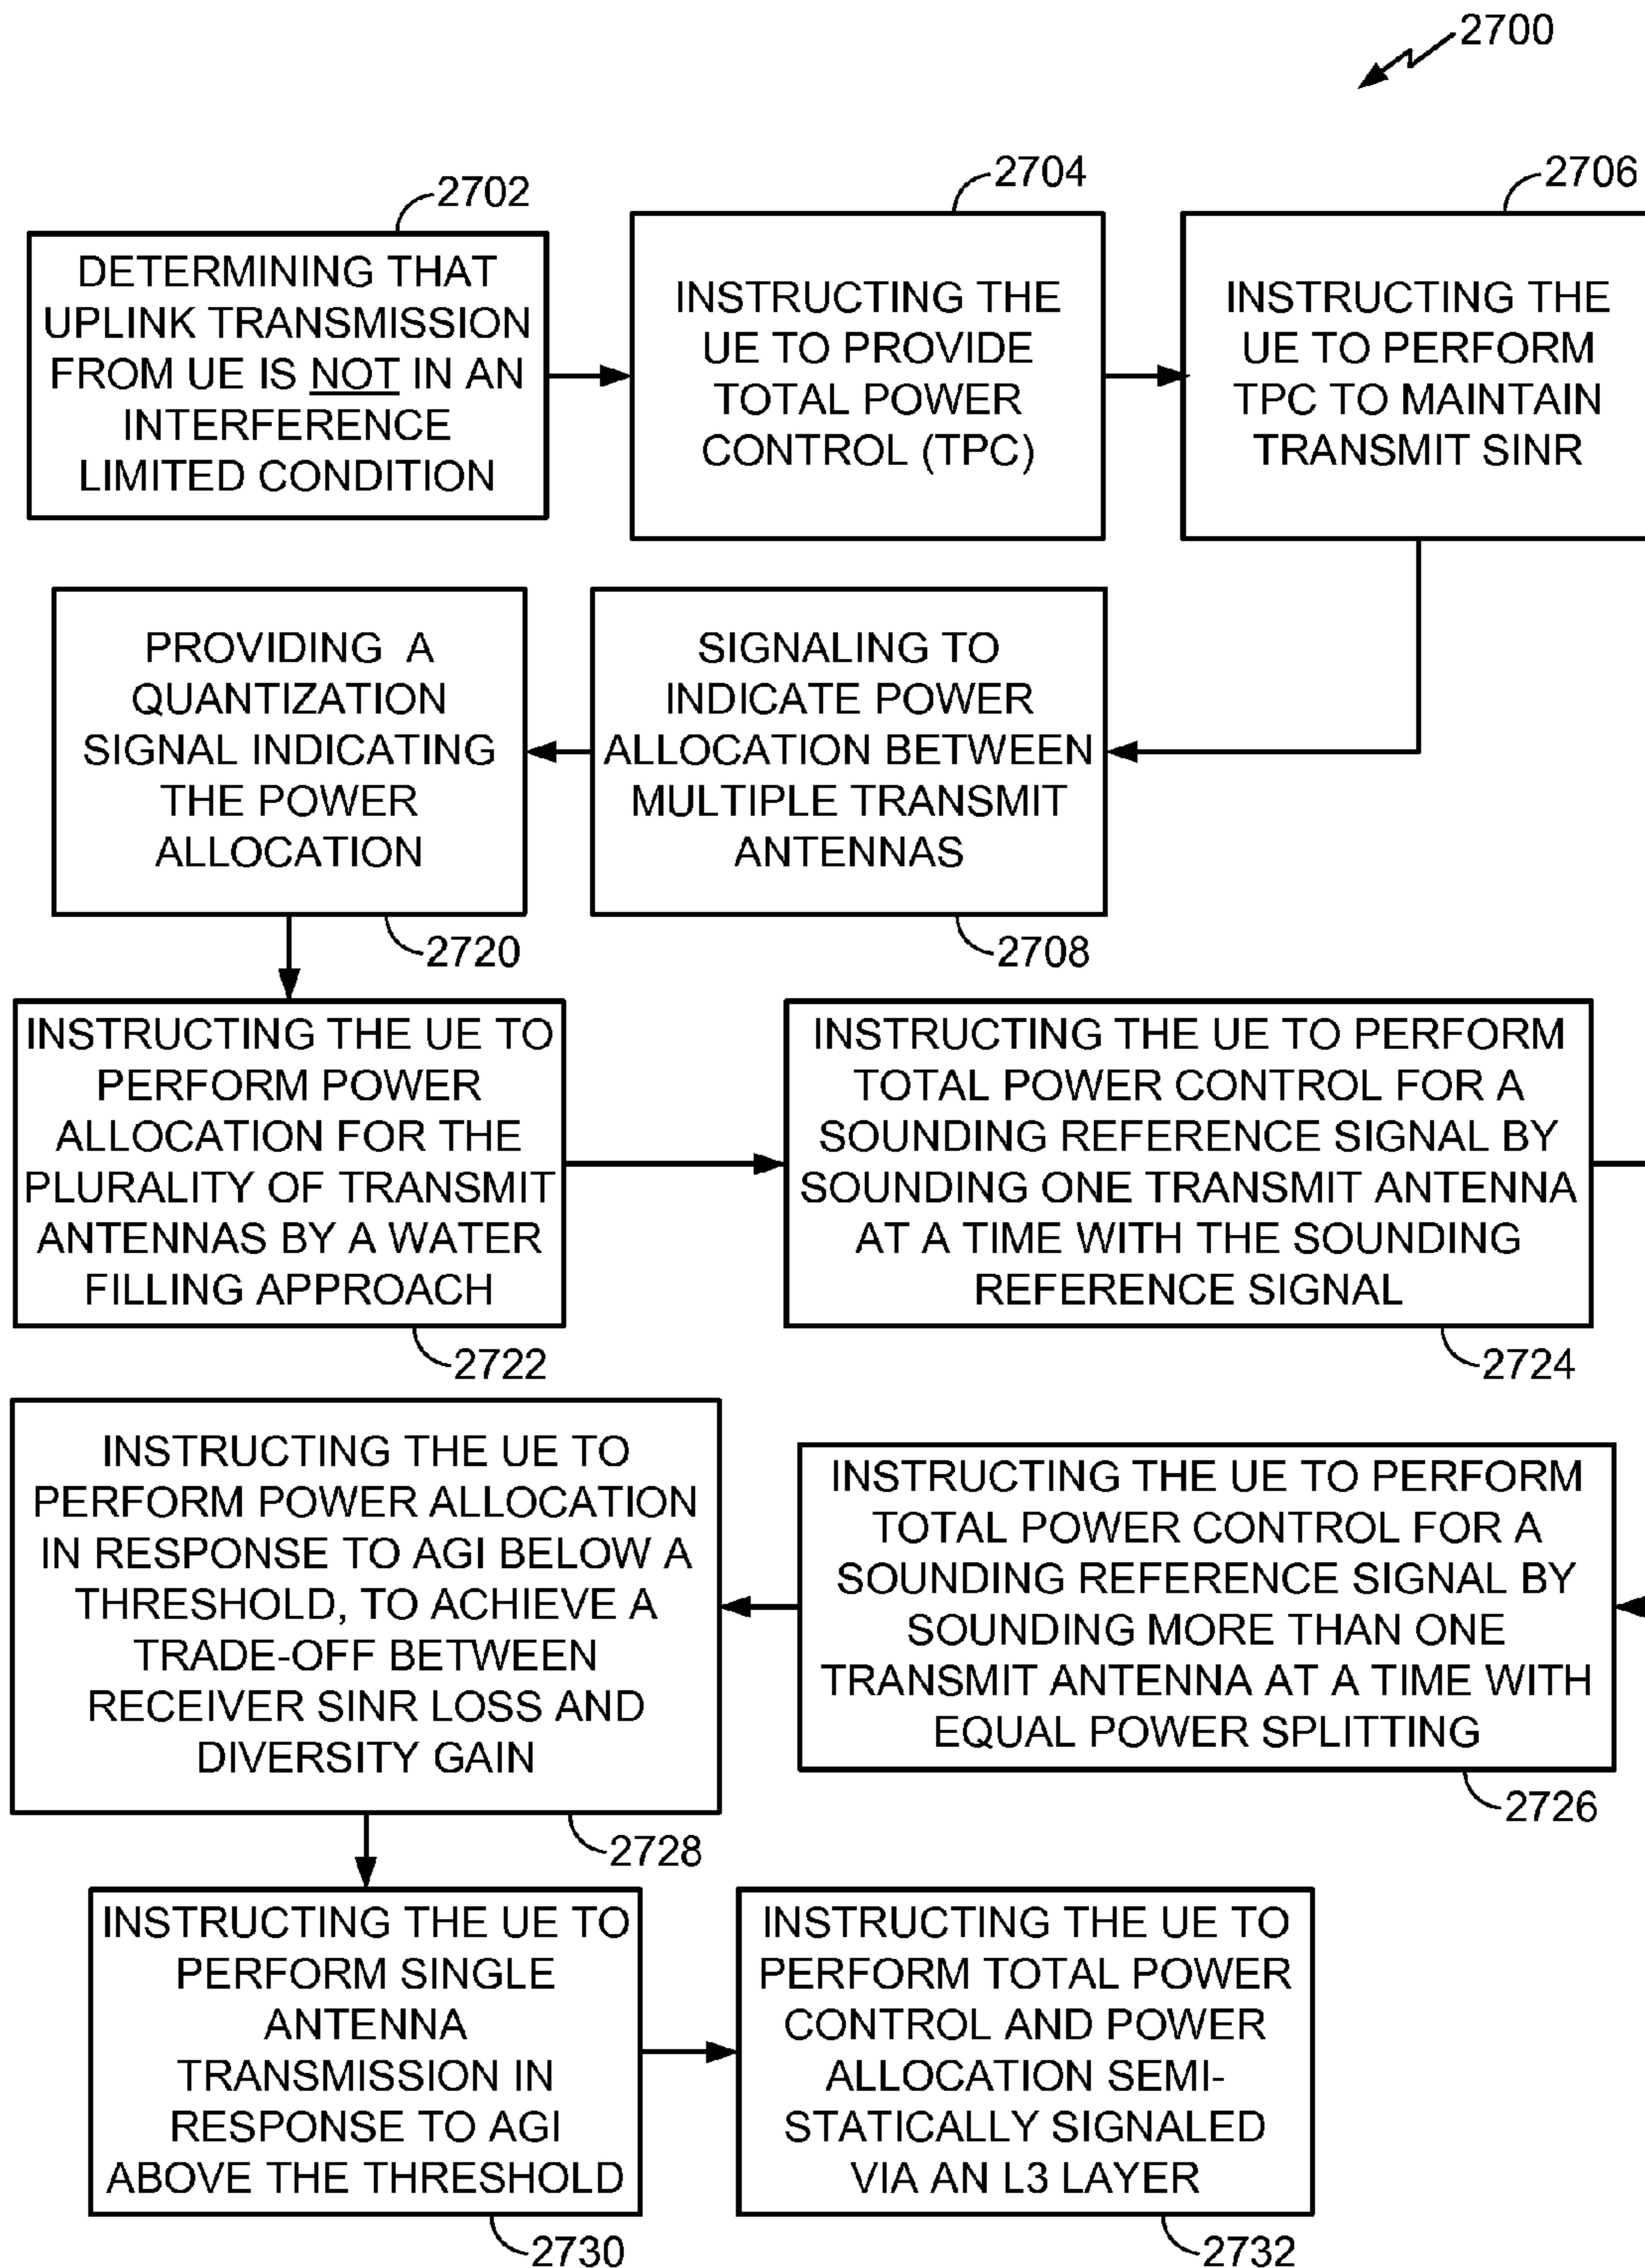 2700
2702
DETERMINING THAT
UPLINK TRANSMISSION
FROM UE IS NOT IN AN
INTERFERENCE
LIMITED CONDITION
2704
INSTRUCTING THE
UE TO PROVIDE
TOTAL POWER
CONTROL (TPC)
2706
INSTRUCTING THE
UE TO PERFORM
TPC TO MAINTAIN
TRANSMIT SINR
SIGNALING TO
INDICATE POWER
ALLOCATION BETWEEN
MULTIPLE TRANSMIT
ANTENNAS
2708
PROVIDING A
QUANTIZATION
SIGNAL INDICATING
THE POWER
ALLOCATION
2720
INSTRUCTING THE UE TO
PERFORM POWER
ALLOCATION FOR THE
PLURALITY OF TRANSMIT
ANTENNAS BY A WATER
FILLING APPROACH
2722
INSTRUCTING THE UE TO PERFORM
TOTAL POWER CONTROL FOR A
SOUNDING REFERENCE SIGNAL BY
SOUNDING ONE TRANSMIT ANTENNA
AT A TIME WITH THE SOUNDING
REFERENCE SIGNAL
2724
INSTRUCTING THE UE TO PERFORM
TOTAL POWER CONTROL FOR A
SOUNDING REFERENCE SIGNAL BY
SOUNDING MORE THAN ONE
TRANSMIT ANTENNA AT A TIME WITH
EQUAL POWER SPLITTING
2726
INSTRUCTING THE UE TO
PERFORM POWER ALLOCATION
IN RESPONSE TO AGI BELOW A
THRESHOLD, TO ACHIEVE A
TRADE-OFF BETWEEN
RECEIVER SINR LOSS AND
DIVERSITY GAIN
2728
INSTRUCTING THE UE TO
PERFORM SINGLE
ANTENNA
TRANSMISSION IN
RESPONSE TO AGI
ABOVE THE THRESHOLD
2730
INSTRUCTING THE UE TO
PERFORM TOTAL POWER
CONTROL AND POWER
ALLOCATION SEMI-
STATICALLY SIGNALED
VIA AN L3 LAYER
2732